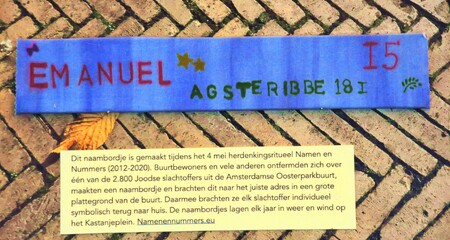 EMANUEL 15
AGSTERIBBE 18 I
Dit naambordje is gemaakt tijdens het 4 mei herdenkingsritueel Namen en
Nummers (2012-2020). Buurtbewoners en vele anderen ontfermden zich over
één van de 2.800 Joodse slachtoffers uit de Amsterdamse Oosterparkbuurt,
maakten een naambordje en brachten dit naar het juiste adres in een grote
plattegrond van de buurt. Daarmee brachten ze elk slachtoffer individueel
symbolisch terug naar huis. De naambordjes lagen elk jaar in weer en wind op
het Kastanjeplein. Namenennummers.eu